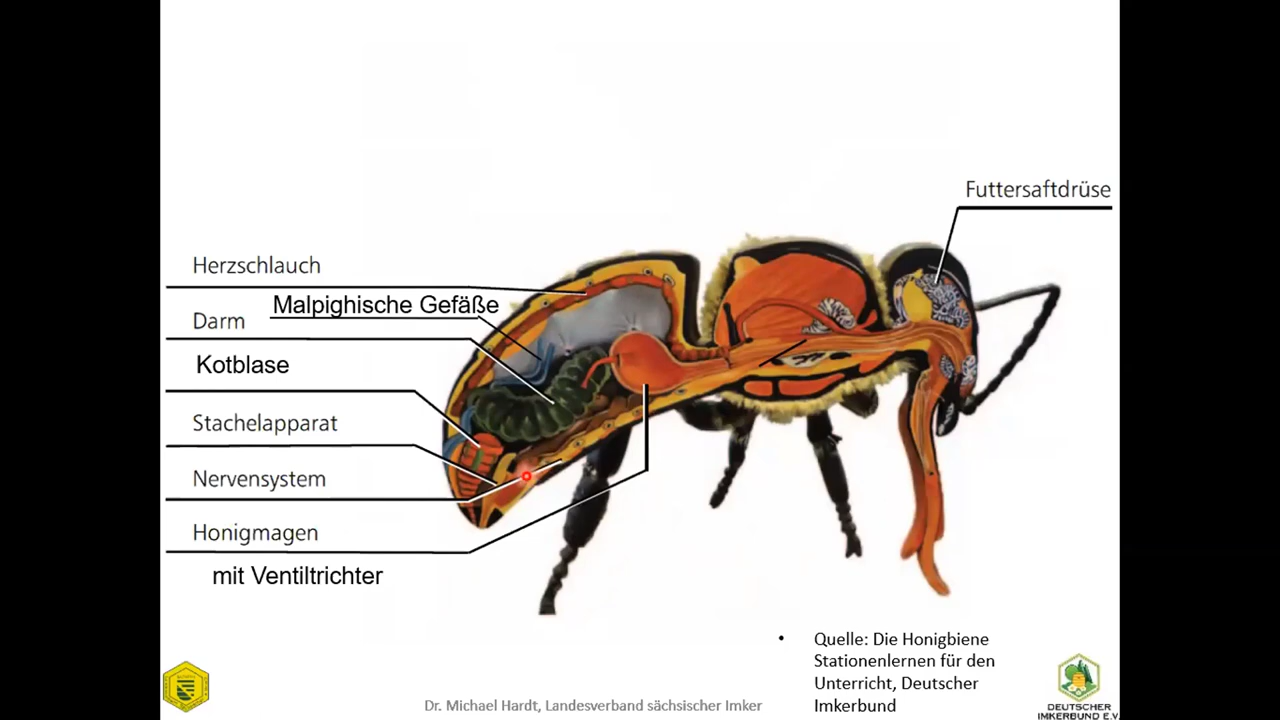 Futtersaftdrüse
Herzschlauch
Malpighische Gefäße
Darm
Kotblase
Stachelapparat
Nervensystem
Honigmagen
mit Ventiltrichter
• Quelle: Die Honigbiene
Stationenlernen für den
Unterricht, Deutscher
Imkerbund
Dr. Michael Hardt, Landesverband sächsischer Imker
DEUTSCHER
IMKERBUND E.V.